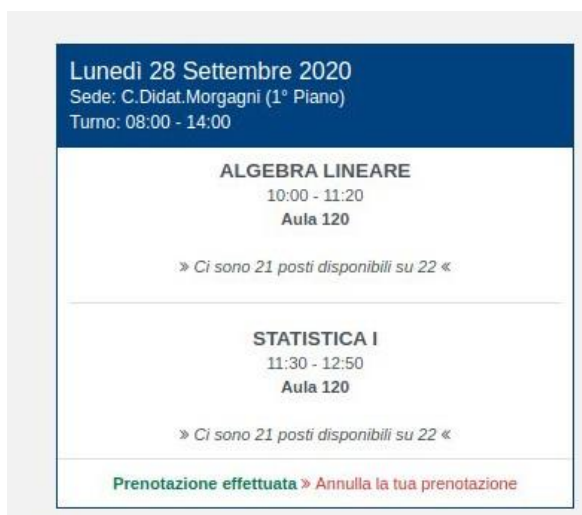 Lunedì 28 Settembre 2020
Sede: C.Didat.Morgagni (1° Piano)
Turno: 08:00 - 14:00
ALGEBRA LINEARE
10:00 - 11:20
Aula 120
» Ci sono 21 posti disponibili su 22 «
STATISTICA I
11:30 - 12:50
Aula 120
» Ci sono 21 posti disponibili su 22 «
Prenotazione effettuata » Annulla la tua prenotazione